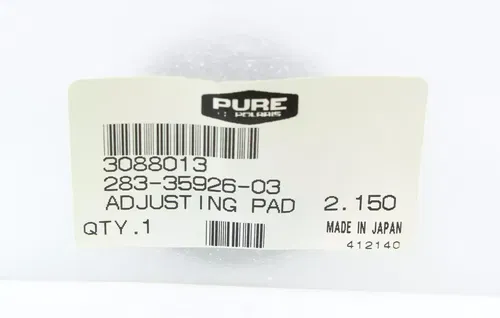 PURE
POLARIS
3088013
283-35926-03
ADJUSTING PAD 2.150
QTY.1 MADE IN JAPAN
412140